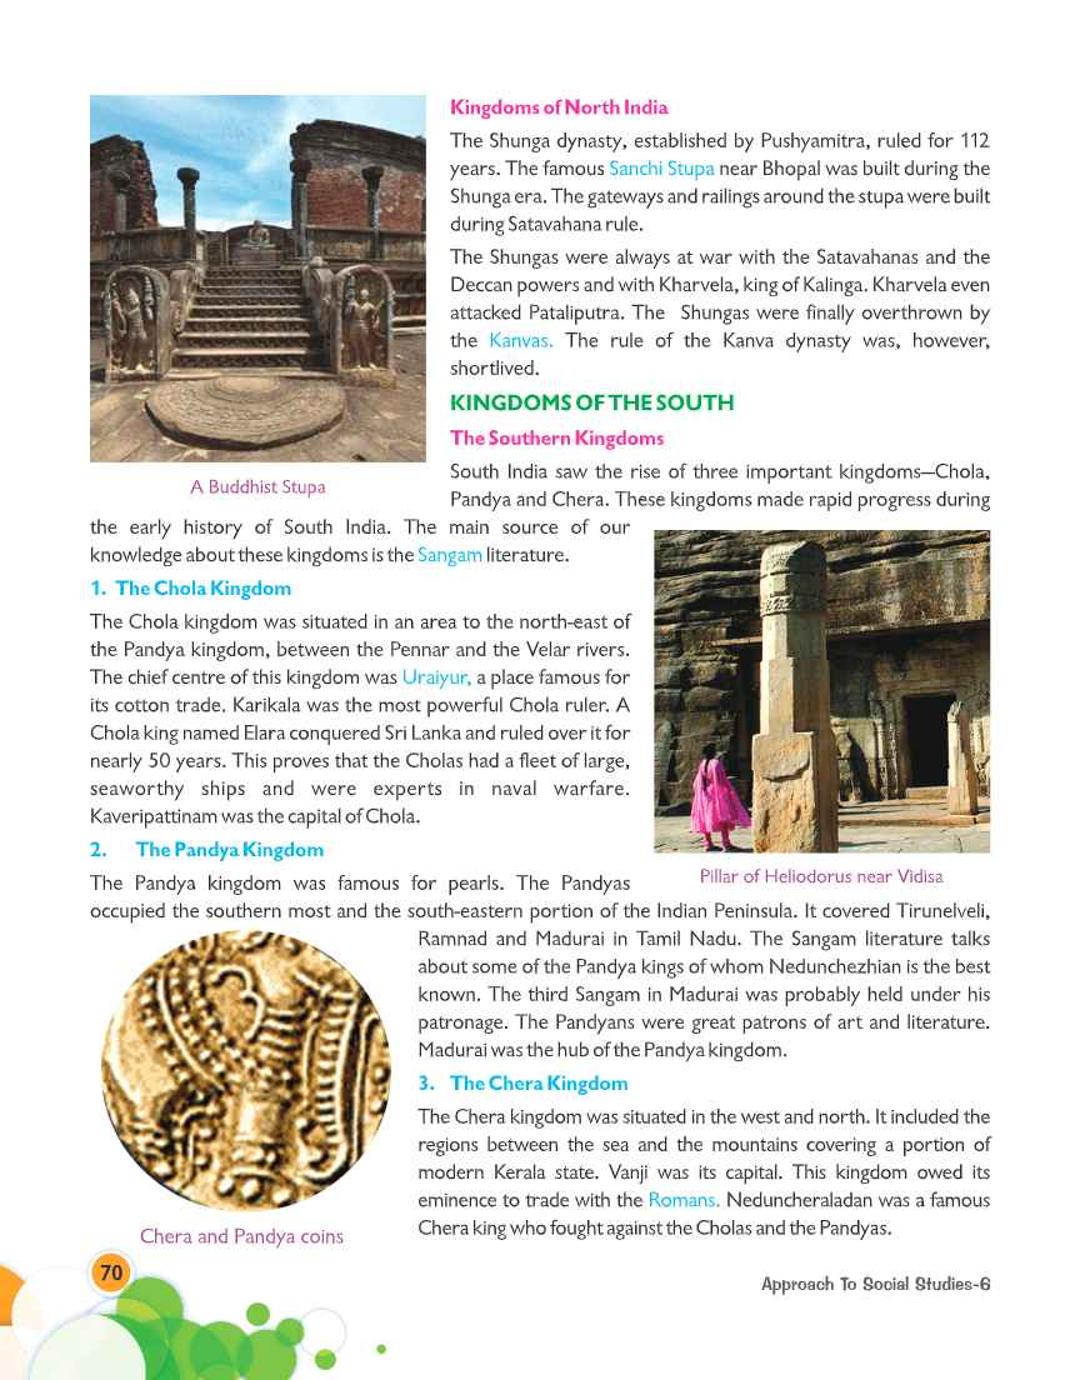 Kingdoms of North India
The Shunga dynasty, established by Pushyamitra, ruled for 112
years. The famous Sanchi Stupa near Bhopal was built during the
Shunga era. The gateways and railings around the stupa were built
during Satavahana rule.
The Shungas were always at war with the Satavahanas and the
Deccan powers and with Kharvela, king of Kalinga. Kharvela even
attacked Pataliputra. The Shungas were finally overthrown by
the Kanvas. The rule of the Kanva dynasty was, however,
shortlived.
KINGDOMS OF THE SOUTH
The Southern Kingdoms
A Buddhist Stupa
South India saw the rise of three important kingdoms—Chola,
Pandya and Chera. These kingdoms made rapid progress during
the early history of South India. The main source of our
knowledge about these kingdoms is the Sangam literature.
1. The Chola Kingdom
The Chola kingdom was situated in an area to the north-east of
the Pandya kingdom, between the Pennar and the Velar rivers.
The chief centre of this kingdom was Uraiyur, a place famous for
its cotton trade. Karikala was the most powerful Chola ruler. A
Chola king named Elara conquered Sri Lanka and ruled over it for
nearly 50 years. This proves that the Cholas had a fleet of large,
seaworthy ships and were experts in naval warfare.
Kaveripattinam was the capital of Chola.
2. The Pandya Kingdom
Pillar of Heliodorus near Vidisa
The Pandya kingdom was famous for pearls. The Pandyas
occupied the southern most and the south-eastern portion of the Indian Peninsula. It covered Tirunelveli,
Ramnad and Madurai in Tamil Nadu. The Sangam literature talks
about some of the Pandya kings of whom Nedunchezhian is the best
known. The third Sangam in Madurai was probably held under his
patronage. The Pandyans were great patrons of art and literature.
Madurai was the hub of the Pandya kingdom.
3. The Chera Kingdom
The Chera kingdom was situated in the west and north. It included the
regions between the sea and the mountains covering a portion of
modern Kerala state. Vanji was its capital. This kingdom owed its
eminence to trade with the Romans. Neduncheraladan was a famous
Chera king who fought against the Cholas and the Pandyas.
Chera and Pandya coins
70
Approach To Social Studies-6